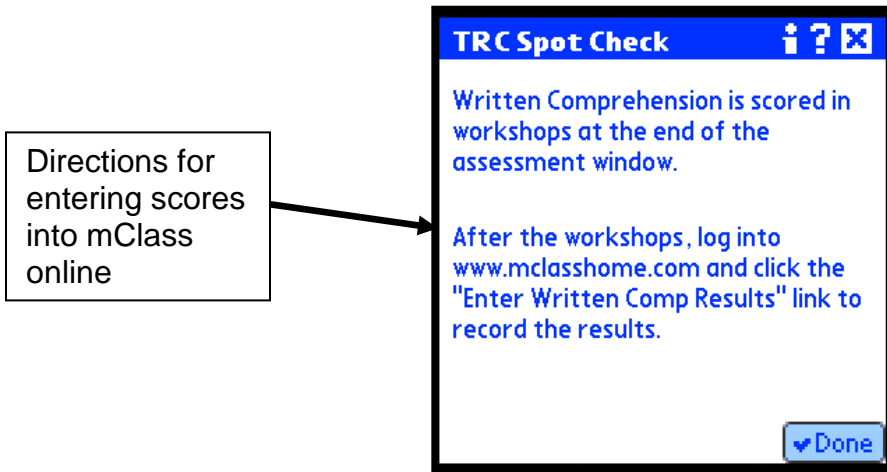 TRC Spot Check i ? X
Written Comprehension is scored in
workshops at the end of the
assessment window.
After the workshops, log into
www.mclasshome.com and click the
"Enter Written Comp Results" link to
record the results.
Done
Directions for
entering scores
into mClass
online